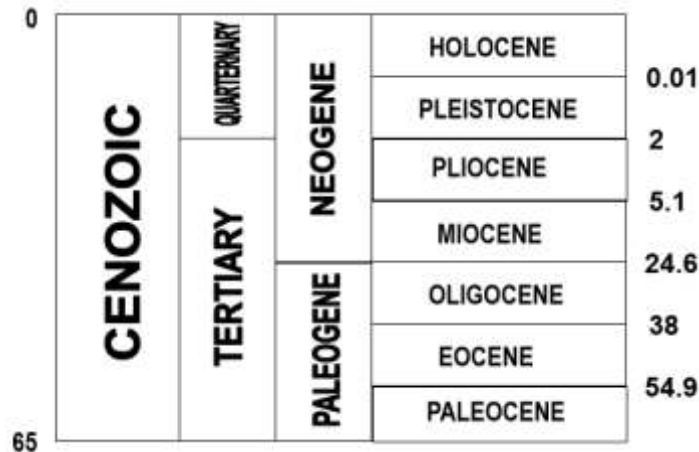 0
CENOZOIC
QUARTERNARY
TERTIARY
NEOGENE
PALEOGENE
HOLOCENE
0.01
PLEISTOCENE
2
PLIOCENE
5.1
MIOCENE
24.6
OLIGOCENE
38
EOCENE
54.9
PALEOCENE
65